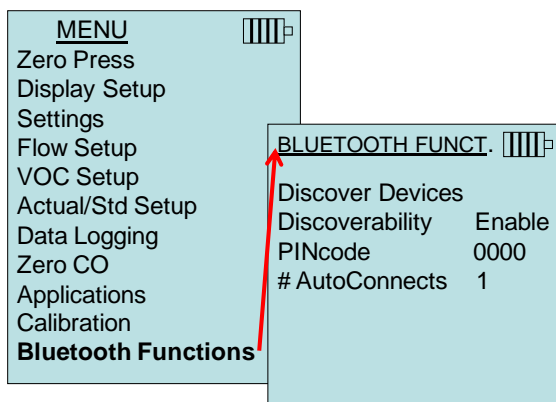 MENU
Zero Press
Display Setup
Settings
Flow Setup
VOC Setup
Actual/Std Setup
Data Logging
Zero CO
Applications
Calibration
Bluetooth Functions
BLUETOOTH FUNCT.
Discover Devices
Discoverability Enable
PINcode 0000
# AutoConnects 1